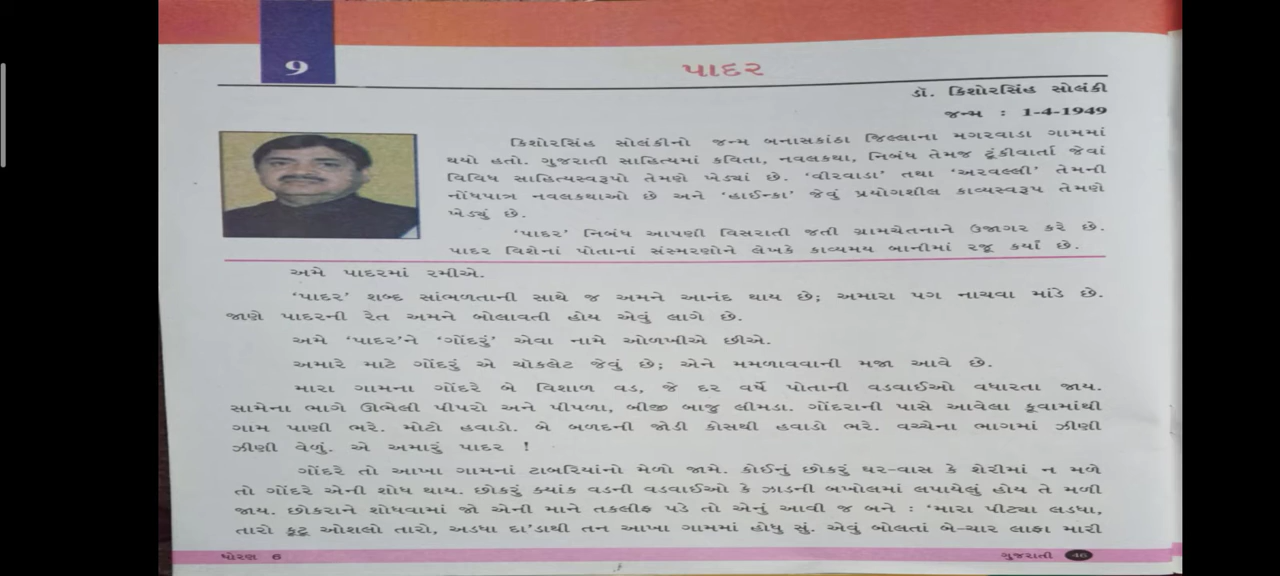 9
પાદર
ડૉ. કિશોરસિંહ સોલંકી
જન્મ : 1-4-1949
કિશોરસિંહ સોલંકીનો જન્મ બનાસકાંઠા જિલ્લાના મગરવાડા ગામમાં
થયો હતો. ગુજરાતી સાહિત્યમાં કવિતા, નવલકથા, નિબંધ તેમજ ટૂંકીવાર્તા જેવાં
વિવિધ સાહિત્યસ્વરૂપો તેમણે ખેડ્યાં છે. 'વીરવાડા' તથા 'અરવલ્લી' તેમની
નોંધપાત્ર નવલકથાઓ છે અને 'હાઈન્કા' જેવું પ્રયોગશીલ કાવ્યસ્વરૂપ તેમણે
ખેડ્યું છે.
'પાદર' નિબંધ આપણી વિસરાતી જતી ગ્રામચેતનાને ઉજાગર કરે છે.
પાદર વિશેનાં પોતાનાં સંસ્મરણોને લેખકે કાવ્યમય બાનીમાં રજૂ કર્યાં છે.
અમે પાદરમાં રમીએ.
'પાદર' શબ્દ સાંભળતાની સાથે જ અમને આનંદ થાય છે; અમારા પગ નાચવા માંડે છે.
જાણે પાદરની રેત અમને બોલાવતી હોય એવું લાગે છે.
અમે 'પાદર'ને 'ગોંદરું' એવા નામે ઓળખીએ છીએ.
અમારે માટે ગોંદરું એ ચૉકલેટ જેવું છે; એને મમળાવવાની મજા આવે છે.
મારા ગામના ગોંદરે બે વિશાળ વડ, જે દર વર્ષે પોતાની વડવાઈઓ વધારતા જાય.
સામેના ભાગે ઊભેલી પીપરો અને પીપળા, બીજી બાજુ લીમડા. ગોંદરાની પાસે આવેલા કૂવામાંથી
ગામ પાણી ભરે. મોટો હવાડો. બે બળદની જોડી કોસથી હવાડો ભરે. વચ્ચેના ભાગમાં ઝીણી
ઝીણી વેળું. એ અમારું પાદર !
ગોંદરે તો આખા ગામનાં ટાબરિયાંનો મેળો જામે. કોઈનું છોકરું ઘર-વાસ કે શેરીમાં ન મળે
તો ગોંદરે એની શોધ થાય. છોકરું ક્યાંક વડની વડવાઈઓ કે ઝાડની બખોલમાં લપાયેલું હોય તે મળી
જાય. છોકરાને શોધવામાં જો એની માને તકલીફ પડે તો એનું આવી જ બને : 'મારા પીટ્યા લડધા,
તારો કૂટૂ ઓશલો તારો, અડધા દા'ડાથી તન આખા ગામમાં હોધુ સું. એવું બોલતાં બે-ચાર લાફા મારી
ધોરણ 6
ગુજરાતી 46